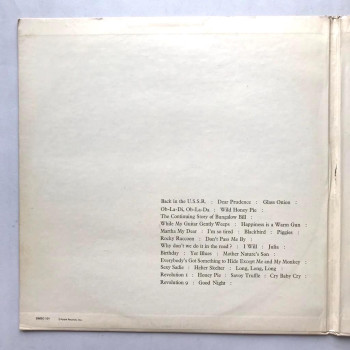 Back in the U.S.S.R. : Dear Prudence : Glass Onion :
Ob-La-Di, Ob-La-Da : Wild Honey Pie :
The Continuing Story of Bungalow Bill :
While My Guitar Gently Weeps : Happiness is a Warm Gun
Martha My Dear : I'm so tired : Blackbird : Piggies :
Rocky Raccoon : Don't Pass Me By :
Why don't we do it in the road? : I Will : Julia :
Birthday : Yer Blues : Mother Nature's Son :
Everybody's Got Something to Hide Except Me and My Monkey
Sexy Sadie : Helter Skelter : Long, Long, Long :
Revolution 1 : Honey Pie : Savoy Truffle : Cry Baby Cry :
Revolution 9 : Good Night :